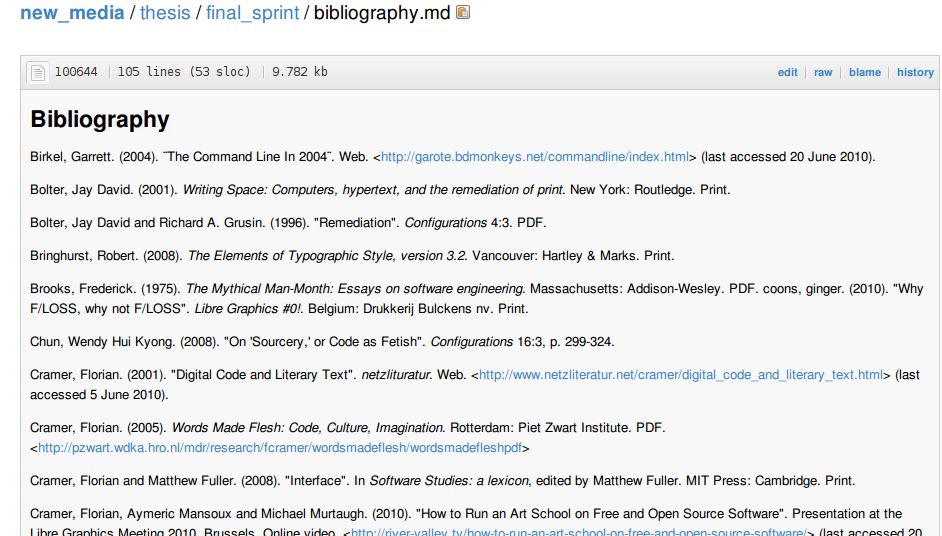 new_media / thesis / final_sprint / bibliography.md
100644 | 105 lines (53 sloc) | 9.782 kb edit | raw | blame | history
Bibliography
Birkel, Garrett. (2004). ¨The Command Line In 2004¨. Web. <http://garote.bdmonkeys.net/commandline/index.html> (last accessed 20 June 2010).
Bolter, Jay David. (2001). Writing Space: Computers, hypertext, and the remediation of print. New York: Routledge. Print.
Bolter, Jay David and Richard A. Grusin. (1996). "Remediation". Configurations 4:3. PDF.
Bringhurst, Robert. (2008). The Elements of Typographic Style, version 3.2. Vancouver: Hartley & Marks. Print.
Brooks, Frederick. (1975). The Mythical Man-Month: Essays on software engineering. Massachusetts: Addison-Wesley. PDF. coons, ginger. (2010). "Why
F/LOSS, why not F/LOSS". Libre Graphics #0!. Belgium: Drukkerij Bulckens nv. Print.
Chun, Wendy Hui Kyong. (2008). "On 'Sourcery,' or Code as Fetish". Configurations 16:3, p. 299-324.
Cramer, Florian. (2001). "Digital Code and Literary Text". netzlituratur. Web. <http://www.netzliteratur.net/cramer/digital_code_and_literary_text.html> (last
accessed 5 June 2010).
Cramer, Florian. (2005). Words Made Flesh: Code, Culture, Imagination. Rotterdam: Piet Zwart Institute. PDF.
<http://pzwart.wdka.hro.nl/mdr/research/fcramer/wordsmadeflesh/wordsmadefleshpdf>
Cramer, Florian and Matthew Fuller. (2008). "Interface". In Software Studies: a lexicon, edited by Matthew Fuller. MIT Press: Cambridge. Print.
Cramer, Florian, Aymeric Mansoux and Michael Murtaugh. (2010). "How to Run an Art School on Free and Open Source Software". Presentation at the
Libre Graphics Meeting 2010, Brussels. Online video. <http://river-valley.tv/how-to-run-an-art-school-on-free-and-open-source-software/> (last accessed 20